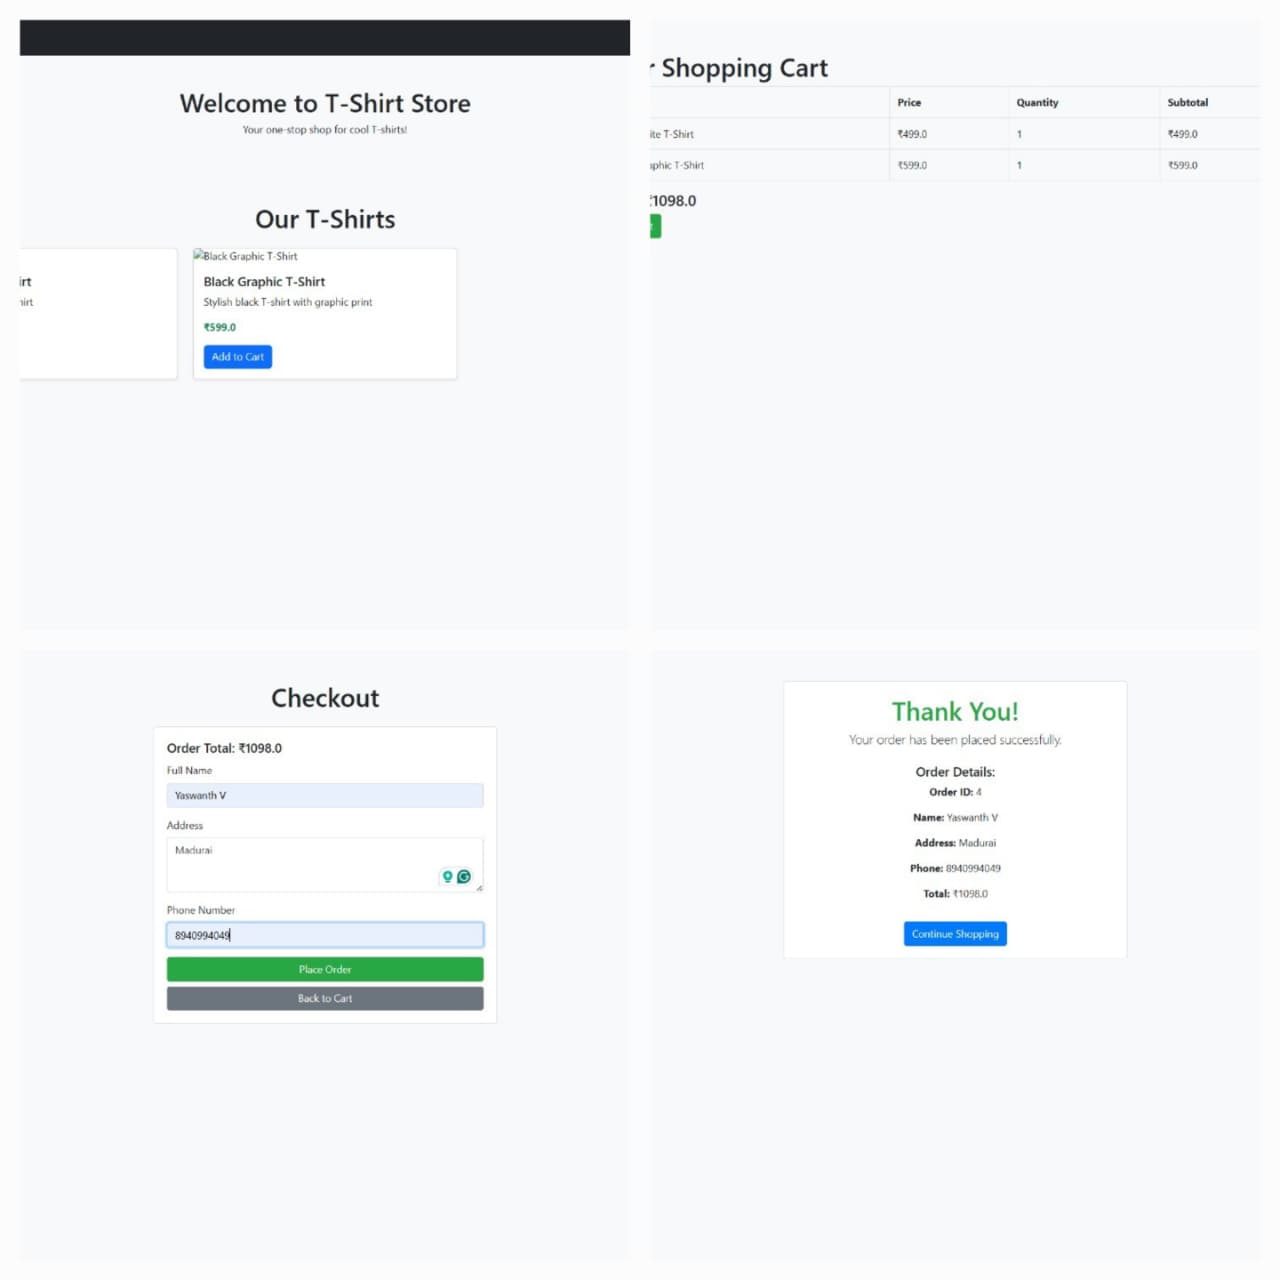 Welcome to T-Shirt Store
Your one-stop shop for cool T-shirts!
Our T-Shirts
Black Graphic T-Shirt
Black Graphic T-Shirt
Stylish black T-shirt with graphic print
₹599.0
Add to Cart
Shopping Cart
Price Quantity Subtotal
T-Shirt ₹499.0 1 ₹499.0
T-Shirt ₹599.0 1 ₹599.0
₹1098.0
Checkout
Order Total: ₹1098.0
Full Name
Yaswanth V
Address
Madurai
Phone Number
8940994049
Place Order
Back to Cart
Thank You!
Your order has been placed successfully.
Order Details:
Order ID: 4
Name: Yaswanth V
Address: Madurai
Phone: 8940994049
Total: ₹1098.0
Continue Shopping